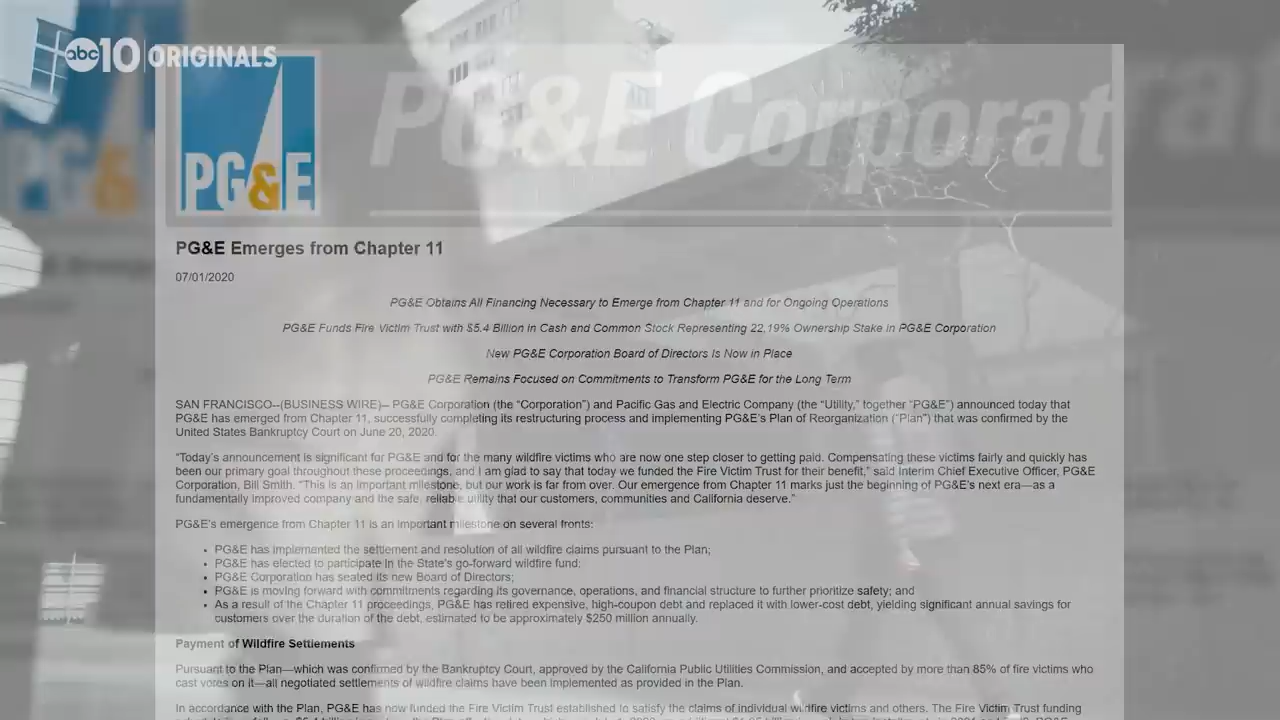 abc10 ORIGINALS
PG&E
PG&E Corporat
PG&E Emerges from Chapter 11
07/01/2020
PG&E Obtains All Financing Necessary to Emerge from Chapter 11 and for Ongoing Operations
PG&E Funds Fire Victim Trust with $5.4 Billion in Cash and Common Stock Representing 22.19% Ownership Stake in PG&E Corporation
New PG&E Corporation Board of Directors Is Now in Place
PG&E Remains Focused on Commitments to Transform PG&E for the Long Term
SAN FRANCISCO--(BUSINESS WIRE)-- PG&E Corporation (the “Corporation”) and Pacific Gas and Electric Company (the “Utility,” together “PG&E”) announced today that
PG&E has emerged from Chapter 11, successfully completing its restructuring process and implementing PG&E’s Plan of Reorganization (“Plan”) that was confirmed by the
United States Bankruptcy Court on June 20, 2020.
“Today’s announcement is significant for PG&E and for the many wildfire victims who are now one step closer to getting paid. Compensating these victims fairly and quickly has
been our primary goal throughout these proceedings, and I am glad to say that today we funded the Fire Victim Trust for their benefit,” said Interim Chief Executive Officer, PG&E
Corporation, Bill Smith. “This is an important milestone, but our work is far from over. Our emergence from Chapter 11 marks just the beginning of PG&E’s next era—as a
fundamentally improved company and the safe, reliable utility that our customers, communities and California deserve.”
PG&E’s emergence from Chapter 11 is an important milestone on several fronts:
• PG&E has implemented the settlement and resolution of all wildfire claims pursuant to the Plan;
• PG&E has elected to participate in the State’s go-forward wildfire fund;
• PG&E Corporation has seated its new Board of Directors;
• PG&E is moving forward with commitments regarding its governance, operations, and financial structure to further prioritize safety; and
• As a result of the Chapter 11 proceedings, PG&E has retired expensive, high-coupon debt and replaced it with lower-cost debt, yielding significant annual savings for
customers over the duration of the debt, estimated to be approximately $250 million annually.
Payment of Wildfire Settlements
Pursuant to the Plan—which was confirmed by the Bankruptcy Court, approved by the California Public Utilities Commission, and accepted by more than 85% of fire victims who
cast votes on it—all negotiated settlements of wildfire claims have been implemented as provided in the Plan.
In accordance with the Plan, PG&E has now funded the Fire Victim Trust established to satisfy the claims of individual wildfire victims and others. The Fire Victim Trust funding